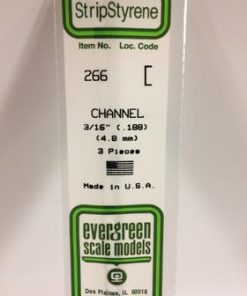 StripStyrene
Item No. Loc. Code
266
CHANNEL
3/16" (.188)
(4.8 mm)
3 Pieces
Made in U.S.A.
evergreen
scale models
Des Plaines, IL 60018